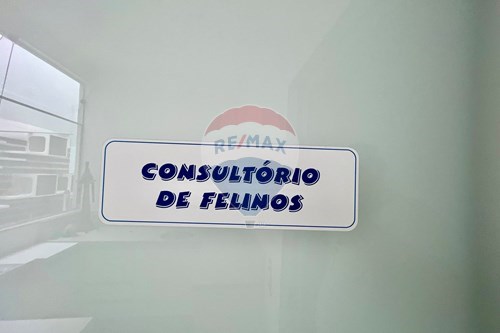 RE/MAX
CONSULTÓRIO
DE FELINOS